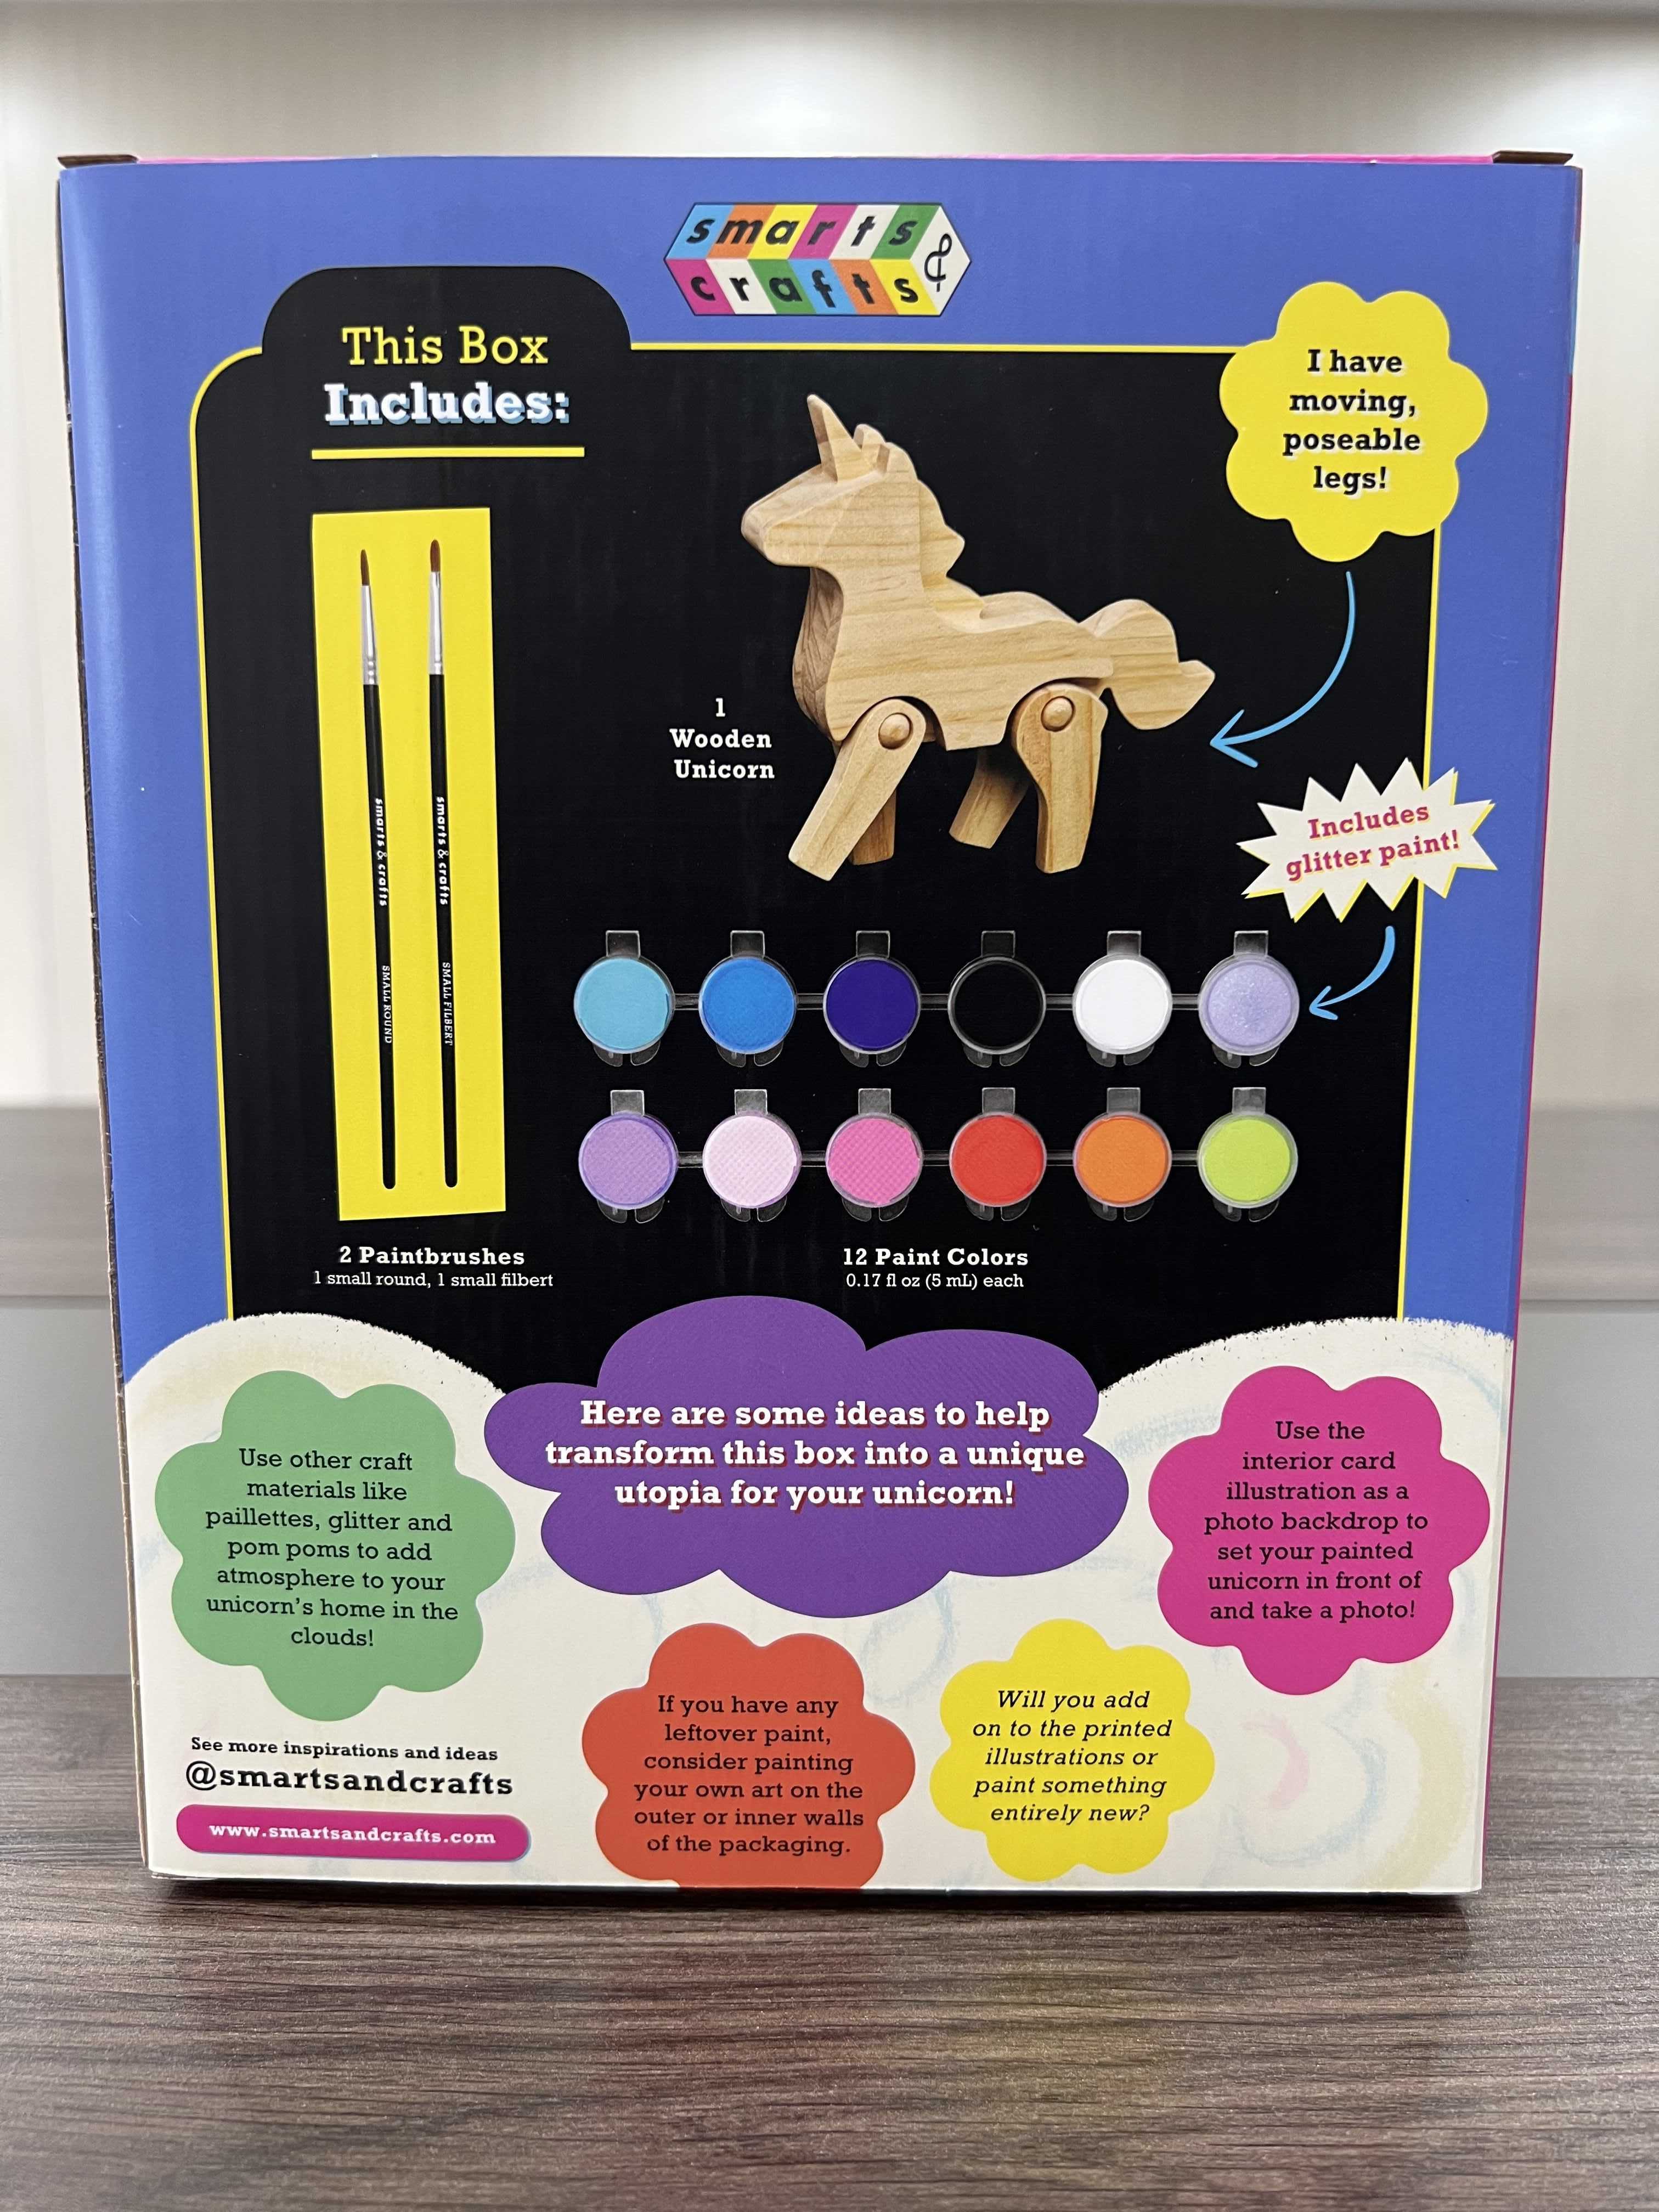 smarts &
crafts
This Box
Includes:
I have
moving,
poseable
legs!
1
Wooden
Unicorn
Includes
glitter paint!
smarts & crafts SMALL ROUND
smarts & crafts SMALL FILBERT
2 Paintbrushes
1 small round, 1 small filbert
12 Paint Colors
0.17 fl oz (5 mL) each
Here are some ideas to help
transform this box into a unique
utopia for your unicorn!
Use other craft
materials like
paillettes, glitter and
pom poms to add
atmosphere to your
unicorn's home in the
clouds!
Use the
interior card
illustration as a
photo backdrop to
set your painted
unicorn in front of
and take a photo!
If you have any
leftover paint,
consider painting
your own art on the
outer or inner walls
of the packaging.
Will you add
on to the printed
illustrations or
paint something
entirely new?
See more inspirations and ideas
@smartsandcrafts
www.smartsandcrafts.com